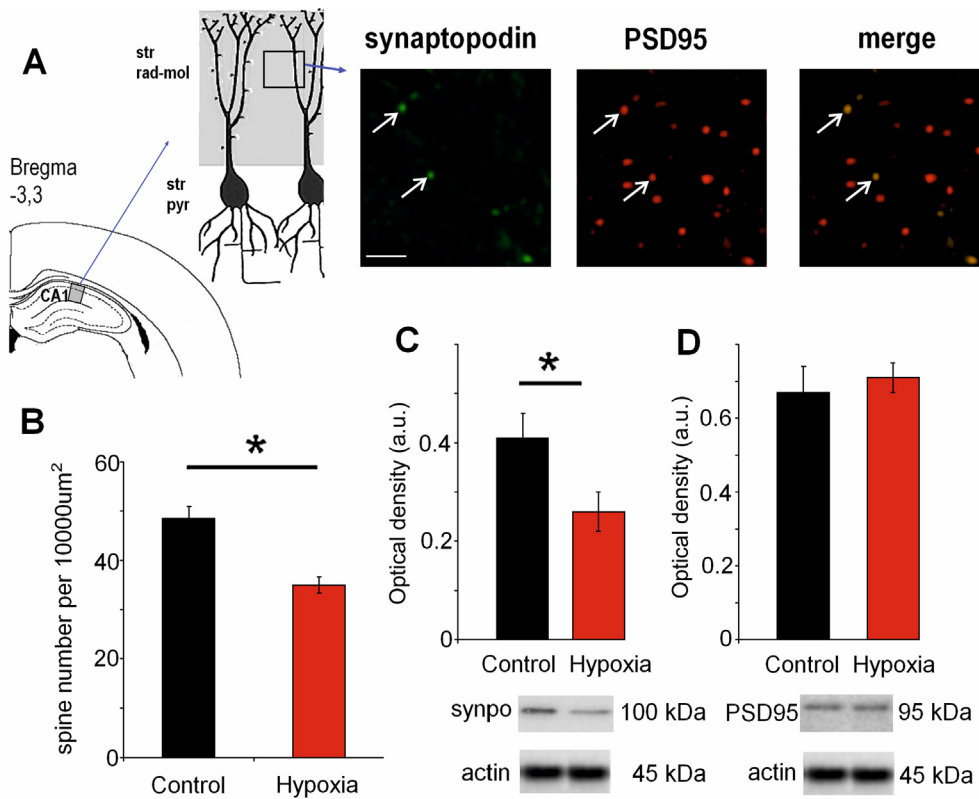 A
str
rad-mol
str
pyr
Bregma
-3,3
CA1
synaptopodin
PSD95
merge
B
spine number per 10000um²
60
40
20
0
*
Control
Hypoxia
C
Optical density (a.u.)
0.4
0.2
0
*
Control Hypoxia
synpo
100 kDa
actin
45 kDa
D
Optical density (a.u.)
0.6
0.4
0.2
0
Control Hypoxia
PSD95
95 kDa
actin
45 kDa